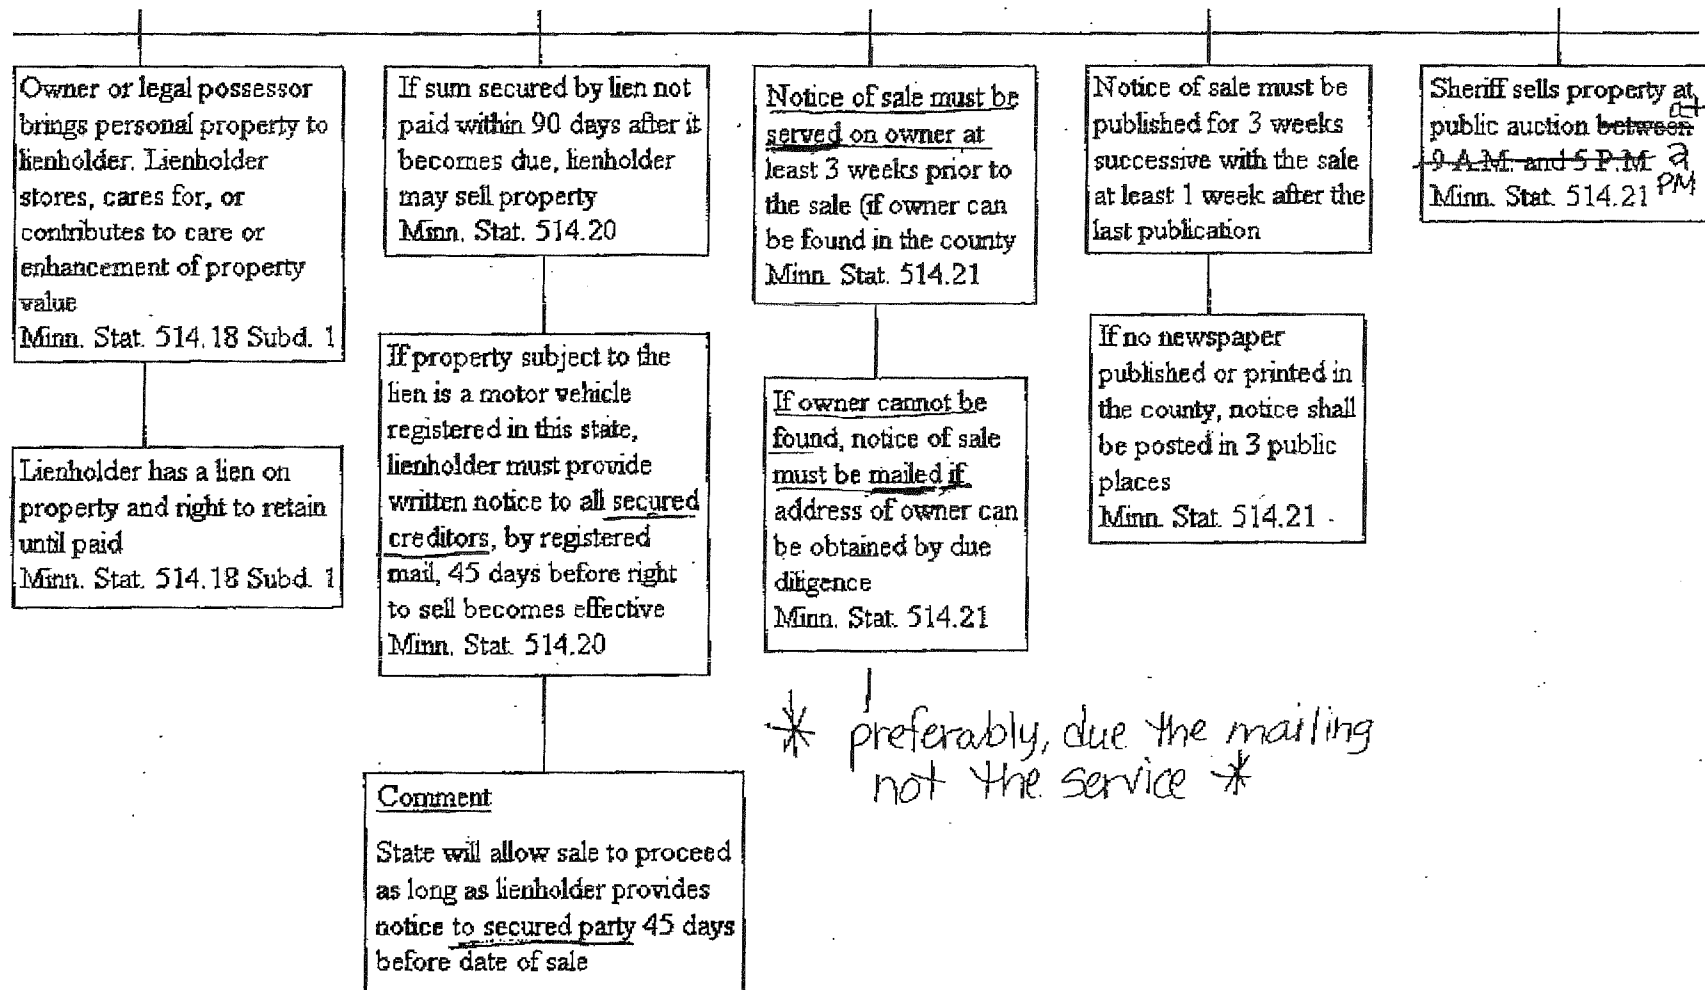 Owner or legal possessor
brings personal property to
lienholder. Lienholder
stores, cares for, or
contributes to care or
enhancement of property
value
Minn. Stat. 514.18 Subd. 1
Lienholder has a lien on
property and right to retain
until paid
Minn. Stat. 514.18 Subd. 1
If sum secured by lien not
paid within 90 days after it
becomes due, lienholder
may sell property
Minn. Stat. 514.20
If property subject to the
lien is a motor vehicle
registered in this state,
lienholder must provide
written notice to all secured
creditors, by registered
mail, 45 days before right
to sell becomes effective
Minn. Stat. 514.20
Comment
State will allow sale to proceed
as long as lienholder provides
notice to secured party 45 days
before date of sale
Notice of sale must be
served on owner at
least 3 weeks prior to
the sale (if owner can
be found in the county
Minn. Stat. 514.21
If owner cannot be
found, notice of sale
must be mailed if
address of owner can
be obtained by due
diligence
Minn. Stat. 514.21
* preferably, due the mailing
not the service *
Notice of sale must be
published for 3 weeks
successive with the sale
at least 1 week after the
last publication
If no newspaper
published or printed in
the county, notice shall
be posted in 3 public
places
Minn. Stat. 514.21
Sheriff sells property at
public auction between at
9 A.M. and 5 P.M 2
Minn. Stat. 514.21 PM